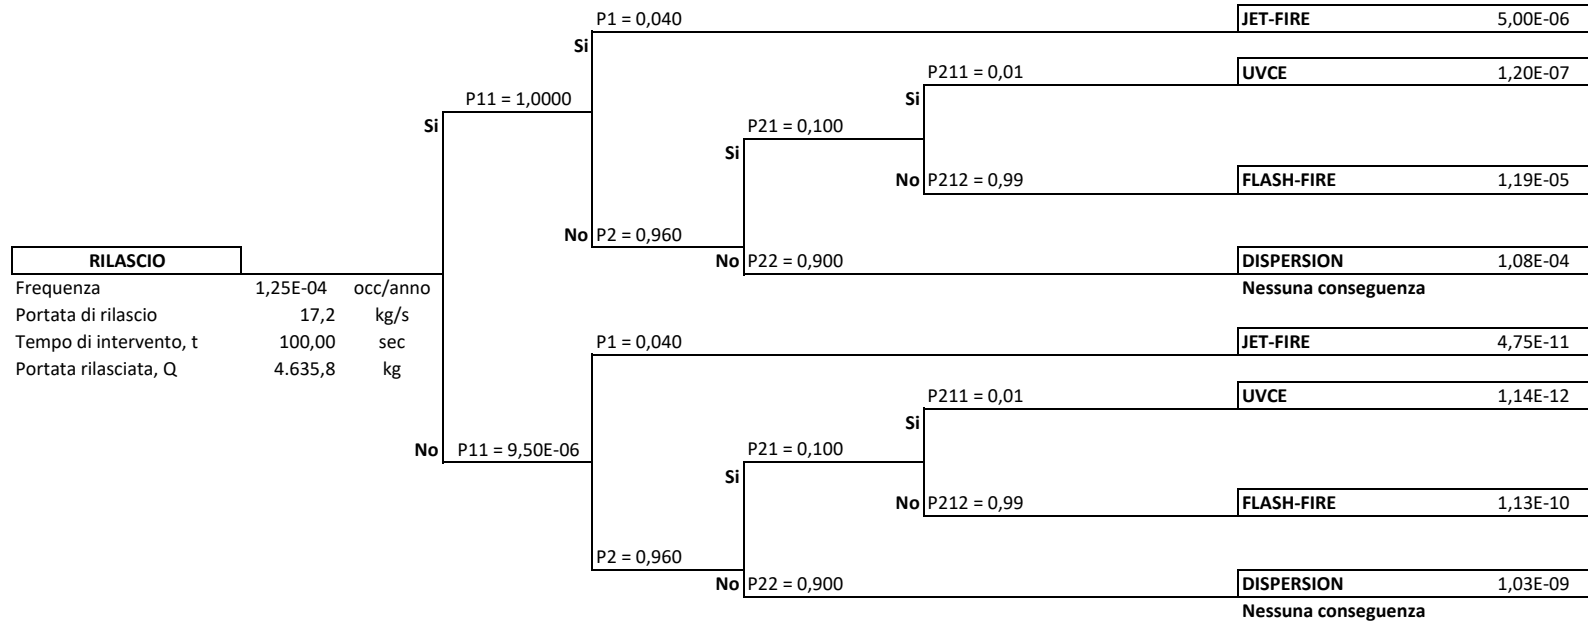 P1 = 0,040
JET-FIRE 5,00E-06
Si
P211 = 0,01
UVCE 1,20E-07
P11 = 1,0000
Si
Si
P21 = 0,100
Si
No P212 = 0,99
FLASH-FIRE 1,19E-05
No P2 = 0,960
RILASCIO
No P22 = 0,900
DISPERSION 1,08E-04
Frequenza 1,25E-04 occ/anno
Nessuna conseguenza
Portata di rilascio 17,2 kg/s
Tempo di intervento, t 100,00 sec
P1 = 0,040
JET-FIRE 4,75E-11
Portata rilasciata, Q 4.635,8 kg
P211 = 0,01
UVCE 1,14E-12
Si
No P11 = 9,50E-06
P21 = 0,100
Si
No P212 = 0,99
FLASH-FIRE 1,13E-10
P2 = 0,960
No P22 = 0,900
DISPERSION 1,03E-09
Nessuna conseguenza